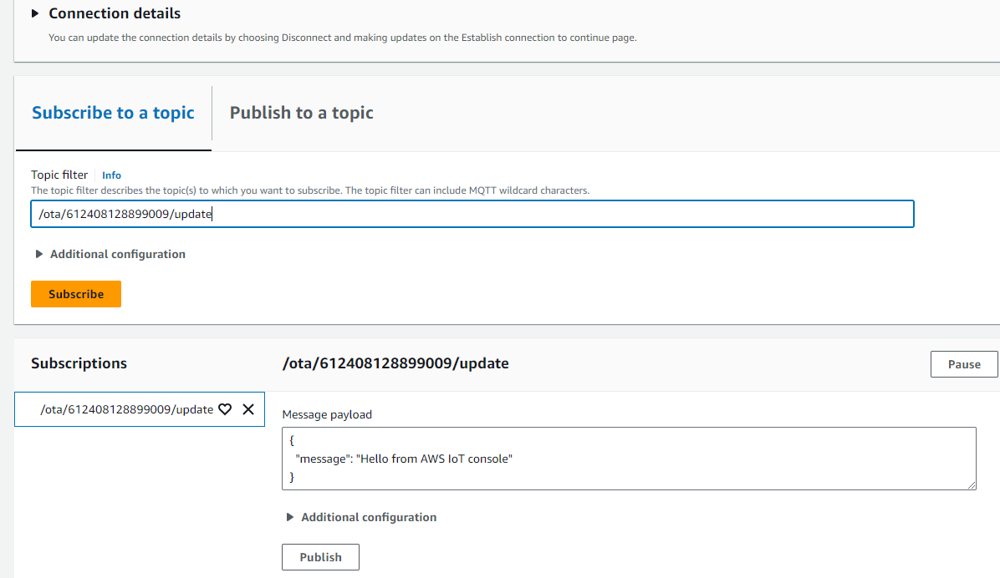 Connection details
You can update the connection details by choosing Disconnect and making updates on the Establish connection to continue page.
Subscribe to a topic
Publish to a topic
Topic filter
Info
The topic filter describes the topic(s) to which you want to subscribe. The topic filter can include MQTT wildcard characters.
/ota/612408128899009/update
Additional configuration
Subscribe
Subscriptions
/ota/612408128899009/update
Pause
/ota/612408128899009/update
Message payload
{
"message": "Hello from AWS IoT console"
}
Additional configuration
Publish